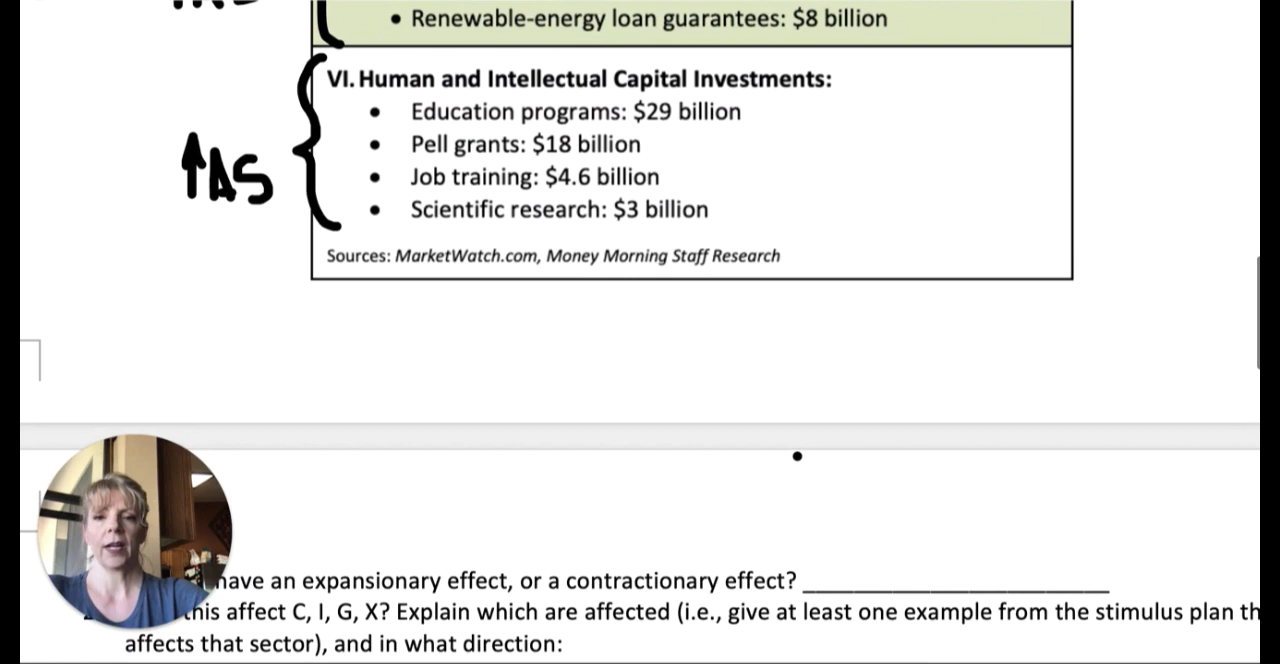 • Renewable-energy loan guarantees: $8 billion
VI. Human and Intellectual Capital Investments:
• Education programs: $29 billion
• Pell grants: $18 billion
↑AS
• Job training: $4.6 billion
• Scientific research: $3 billion
Sources: MarketWatch.com, Money Morning Staff Research
have an expansionary effect, or a contractionary effect? ____________________
this affect C, I, G, X? Explain which are affected (i.e., give at least one example from the stimulus plan th
affects that sector), and in what direction: